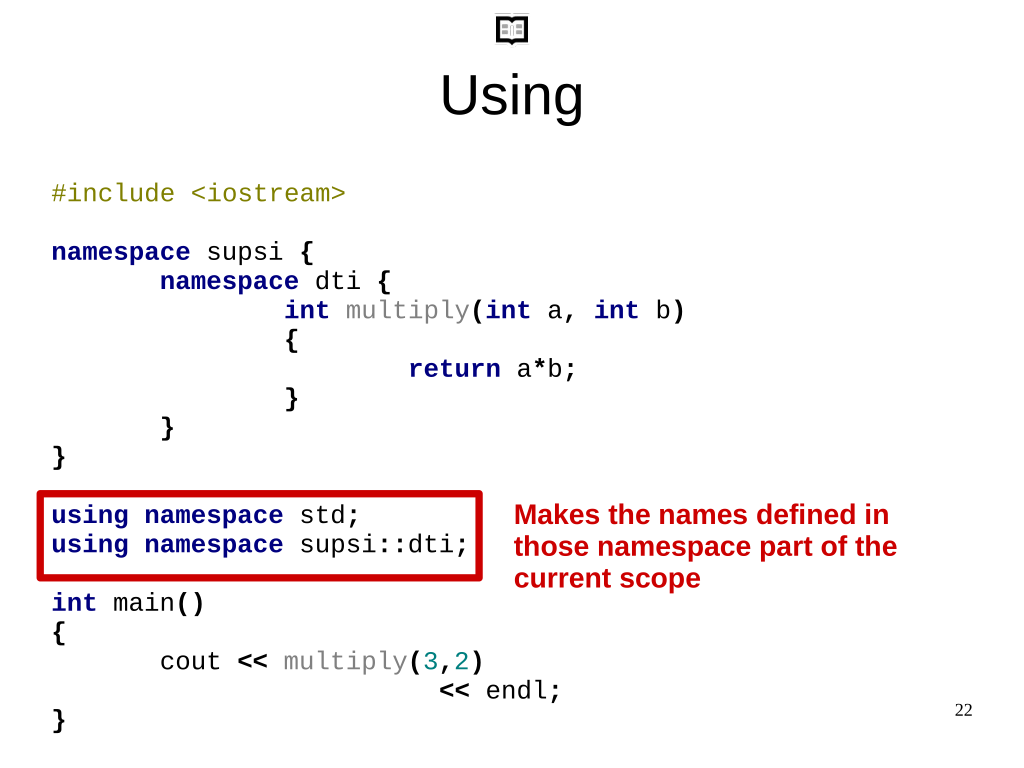 Using
#include <iostream>
namespace supsi {
namespace dti {
int multiply(int a, int b)
{
return a*b;
}
}
}
using namespace std;
using namespace supsi::dti;
Makes the names defined in
those namespace part of the
current scope
int main()
{
cout << multiply(3,2)
<< endl;
}
22